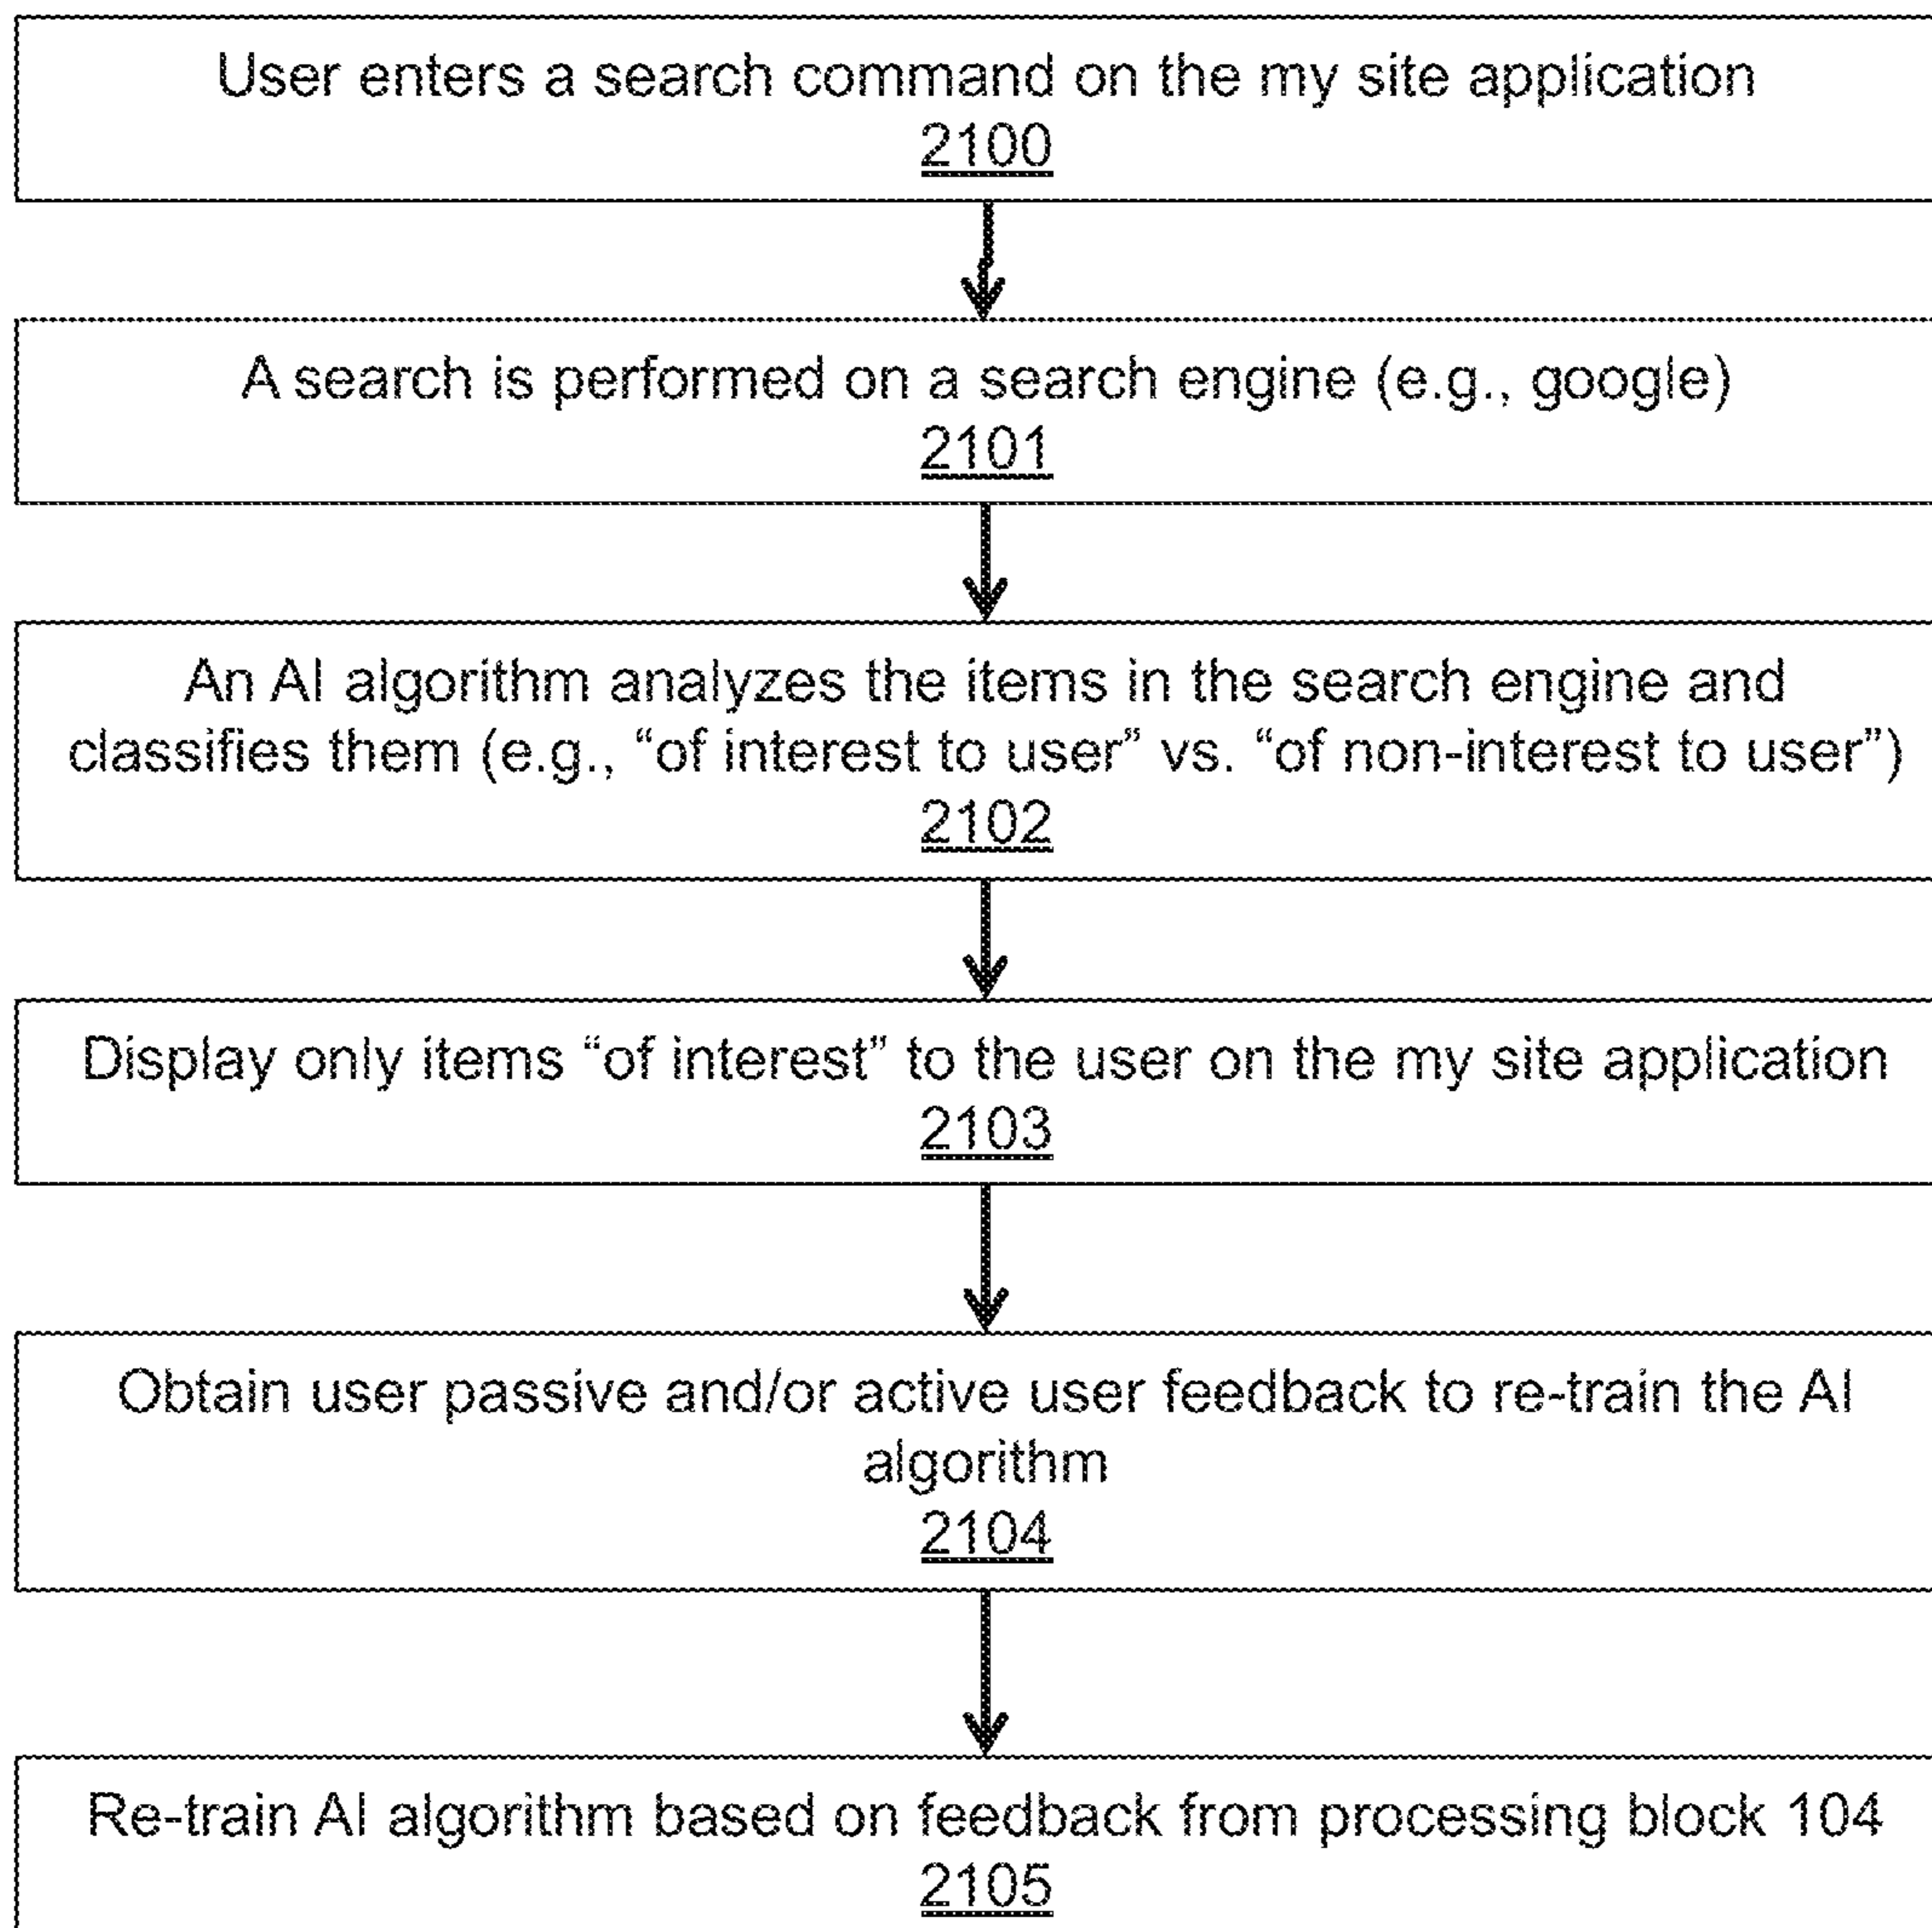 User enters a search command on the my site application
2100
A search is performed on a search engine (e.g., google)
2101
An AI algorithm analyzes the items in the search engine and
classifies them (e.g., “of interest to user” vs. “of non-interest to user”)
2102
Display only items “of interest” to the user on the my site application
2103
Obtain user passive and/or active user feedback to re-train the AI
algorithm
2104
Re-train AI algorithm based on feedback from processing block 104
2105